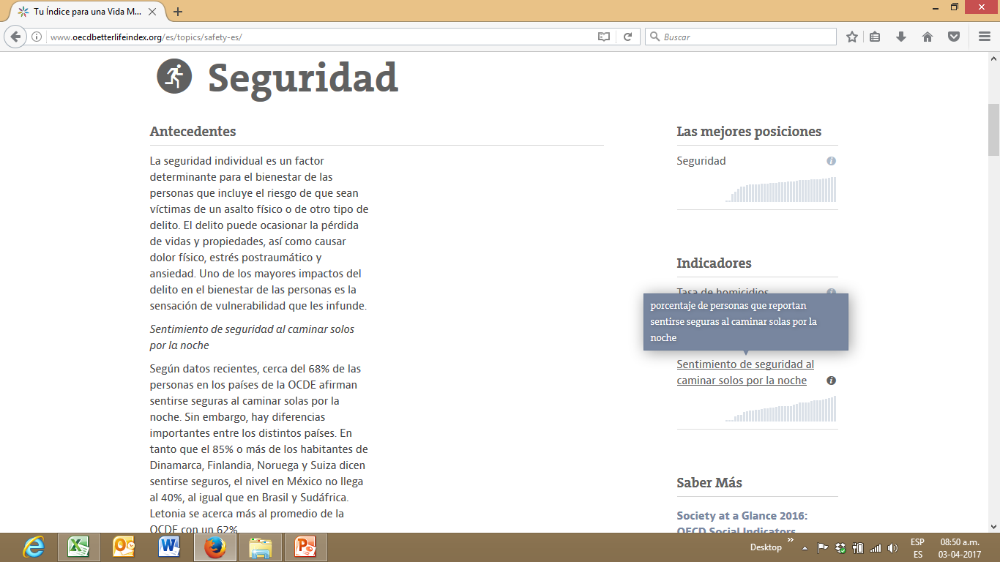 Tu Índice para una Vida M...
www.oecdbetterlifeindex.org/es/topics/safety-es/
Buscar
Seguridad
Antecedentes
La seguridad individual es un factor
determinante para el bienestar de las
personas que incluye el riesgo de que sean
víctimas de un asalto físico o de otro tipo de
delito. El delito puede ocasionar la pérdida
de vidas y propiedades, así como causar
dolor físico, estrés postraumático y
ansiedad. Uno de los mayores impactos del
delito en el bienestar de las personas es la
sensación de vulnerabilidad que les infunde.
Sentimiento de seguridad al caminar solos
por la noche
Según datos recientes, cerca del 68% de las
personas en los países de la OCDE afirman
sentirse seguras al caminar solas por la
noche. Sin embargo, hay diferencias
importantes entre los distintos países. En
tanto que el 85% o más de los habitantes de
Dinamarca, Finlandia, Noruega y Suiza dicen
sentirse seguros, el nivel en México no llega
al 40%, al igual que en Brasil y Sudáfrica.
Letonia se acerca más al promedio de la
OCDE con un 62%
Las mejores posiciones
Seguridad
Indicadores
Tasa de homicidios
porcentaje de personas que reportan
sentirse seguras al caminar solas por la
noche
Sentimiento de seguridad al
caminar solos por la noche
Saber Más
Society at a Glance 2016:
OECD Social Indicators
Desktop
ESP
ES
08:50 a.m.
03-04-2017